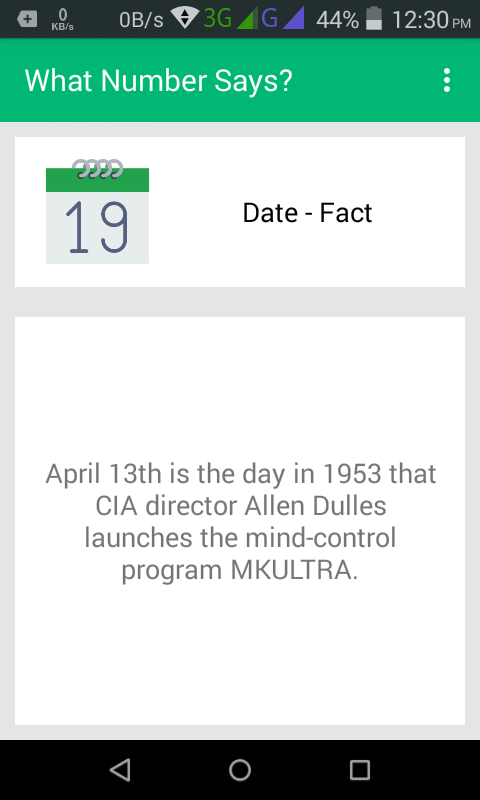 0 KB/s 0B/s 3G G 44% 12:30 PM
What Number Says?
19
Date - Fact
April 13th is the day in 1953 that
CIA director Allen Dulles
launches the mind-control
program MKULTRA.